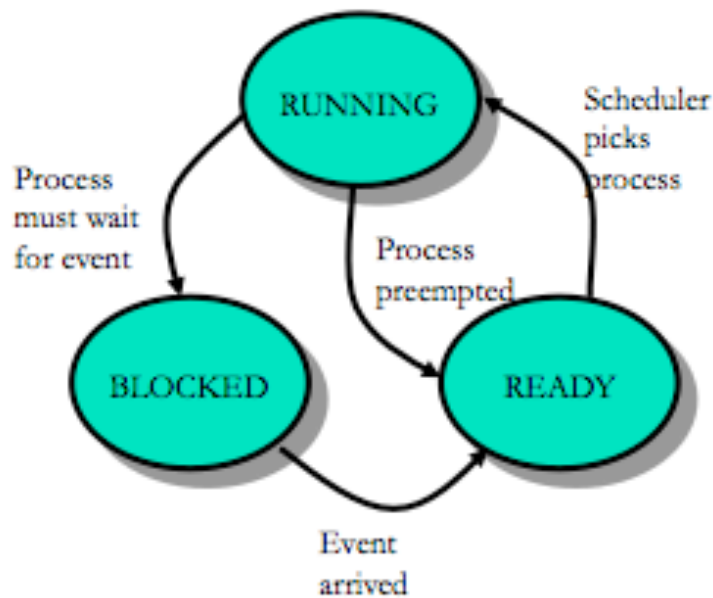 RUNNING
Scheduler
picks
process
Process
must wait
for event
Process
preempted
BLOCKED
READY
Event
arrived